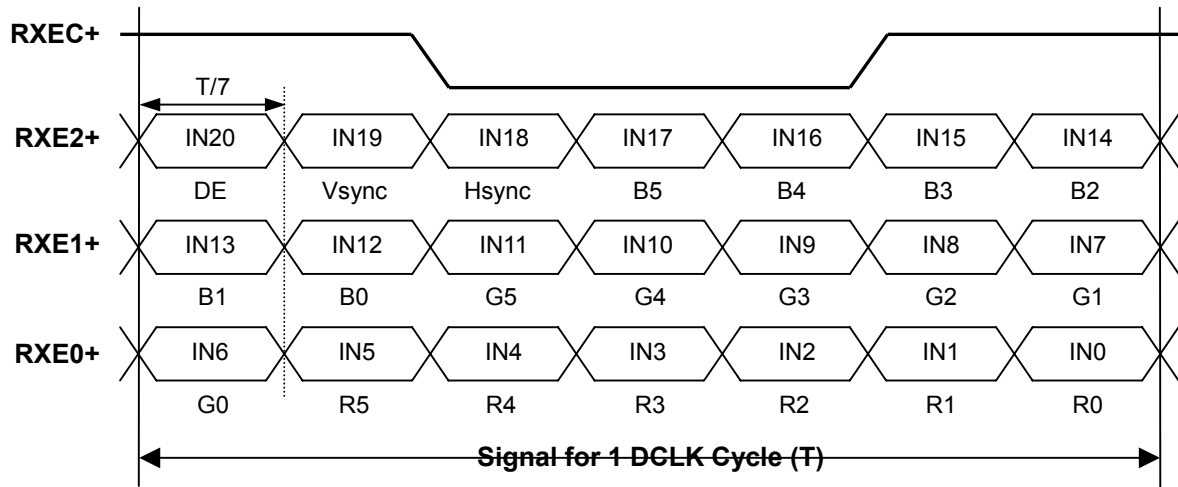 RXEC+
T/7
RXE2+ IN20 IN19 IN18 IN17 IN16 IN15 IN14
DE Vsync Hsync B5 B4 B3 B2
RXE1+ IN13 IN12 IN11 IN10 IN9 IN8 IN7
B1 B0 G5 G4 G3 G2 G1
RXE0+ IN6 IN5 IN4 IN3 IN2 IN1 IN0
G0 R5 R4 R3 R2 R1 R0
Signal for 1 DCLK Cycle (T)